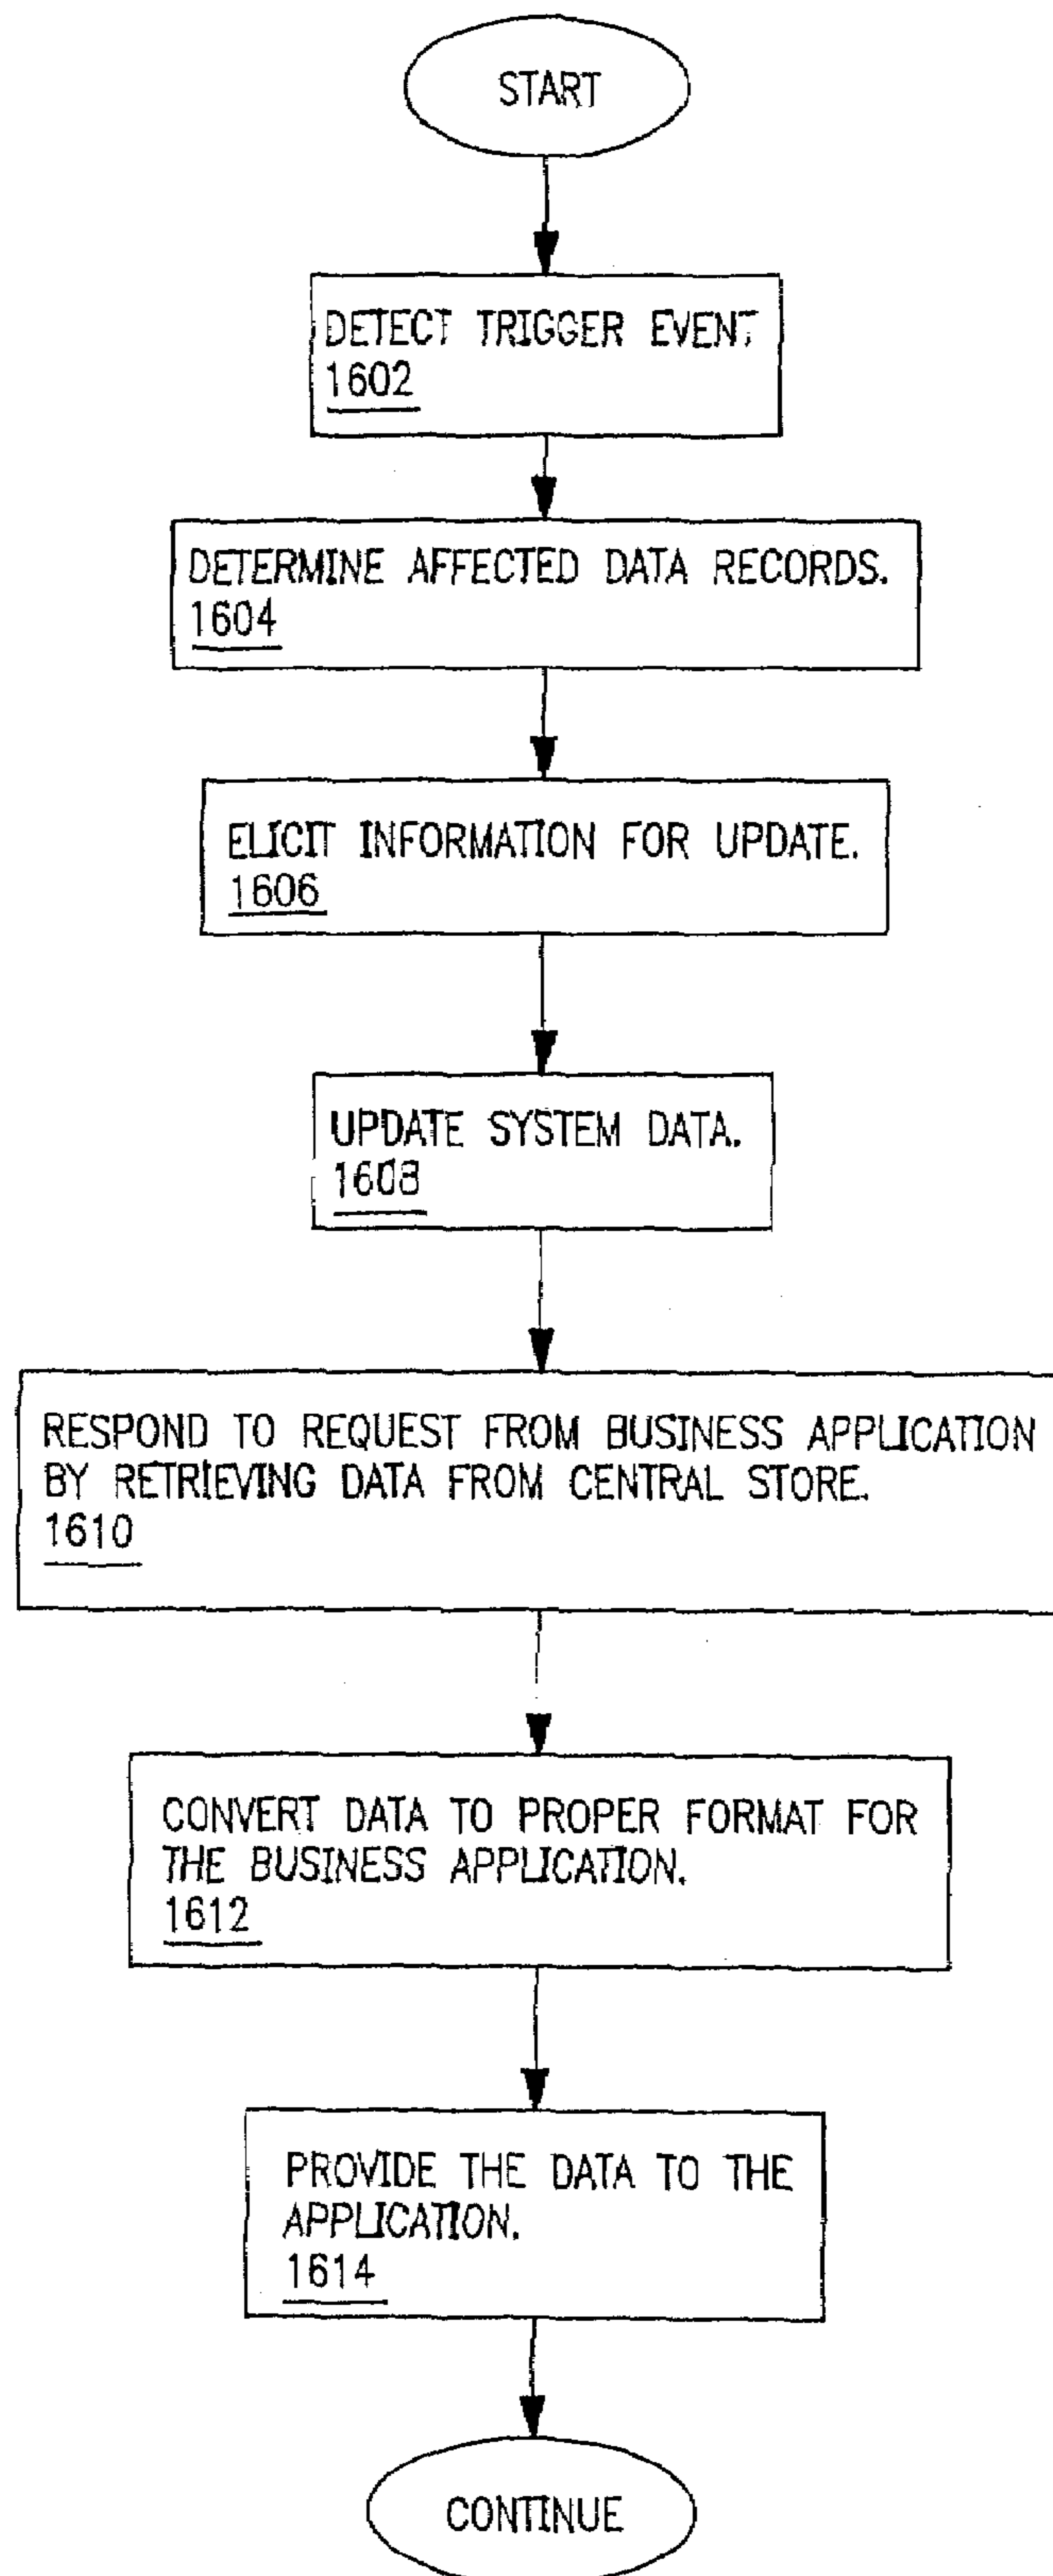 START
DETECT TRIGGER EVENT
1602
DETERMINE AFFECTED DATA RECORDS.
1604
ELICIT INFORMATION FOR UPDATE.
1606
UPDATE SYSTEM DATA.
1608
RESPOND TO REQUEST FROM BUSINESS APPLICATION
BY RETRIEVING DATA FROM CENTRAL STORE.
1610
CONVERT DATA TO PROPER FORMAT FOR
THE BUSINESS APPLICATION.
1612
PROVIDE THE DATA TO THE
APPLICATION.
1614
CONTINUE